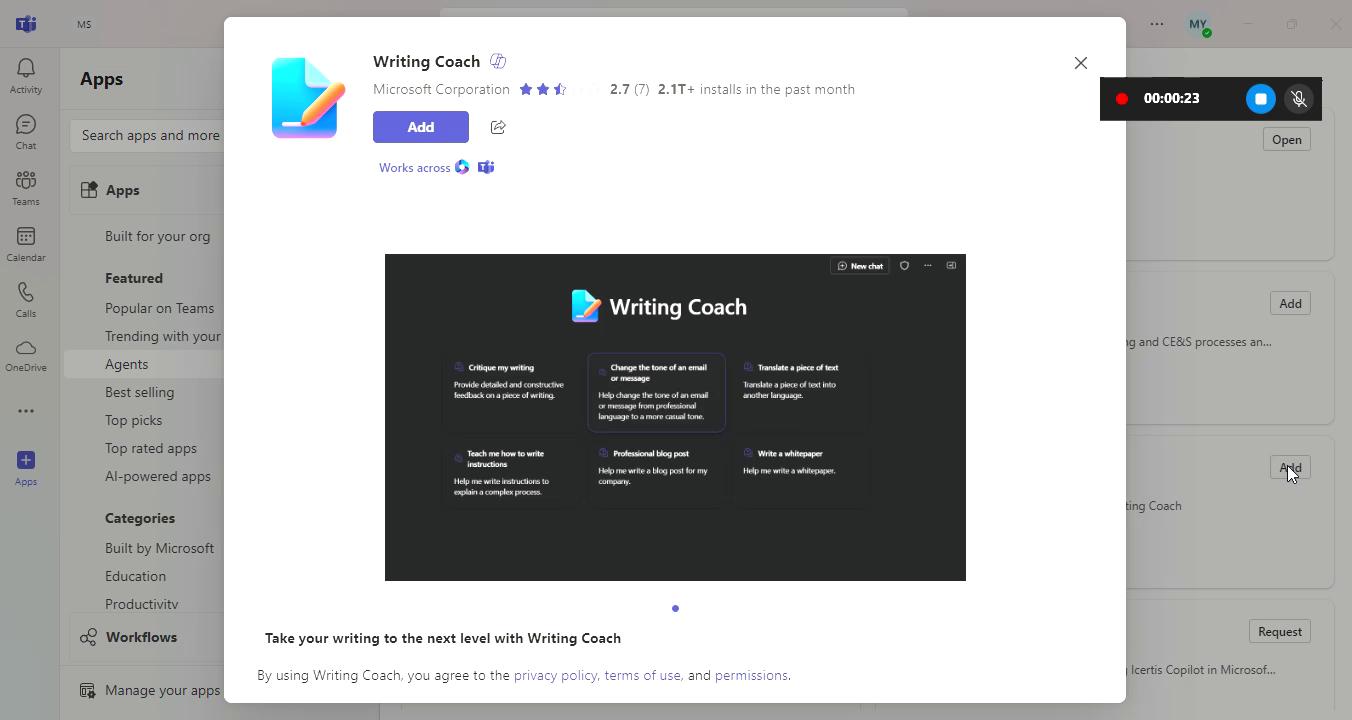 MS
MY
Activity
Chat
Teams
Calendar
Calls
OneDrive
Apps
Apps
Search apps and more
Apps
Built for your org
Featured
Popular on Teams
Trending with your
Agents
Best selling
Top picks
Top rated apps
AI-powered apps
Categories
Built by Microsoft
Education
Productivity
Workflows
Manage your apps
Writing Coach
Microsoft Corporation 2.7 (7) 2.1T+ installs in the past month
Add
Works across
New chat
Writing Coach
Critique my writing
Provide detailed and constructive
feedback on a piece of writing.
Change the tone of an email
or message
Help change the tone of an email
or message from professional
language to a more casual tone.
Translate a piece of text
Translate a piece of text into
another language.
Teach me how to write
instructions
Help me write instructions to
explain a complex process.
Professional blog post
Help me write a blog post for my
company.
Write a whitepaper
Help me write a whitepaper.
Take your writing to the next level with Writing Coach
By using Writing Coach, you agree to the privacy policy, terms of use, and permissions.
00:00:23
Open
Add
ng and CE&S processes an...
Add
ting Coach
Request
Icertis Copilot in Microsof...